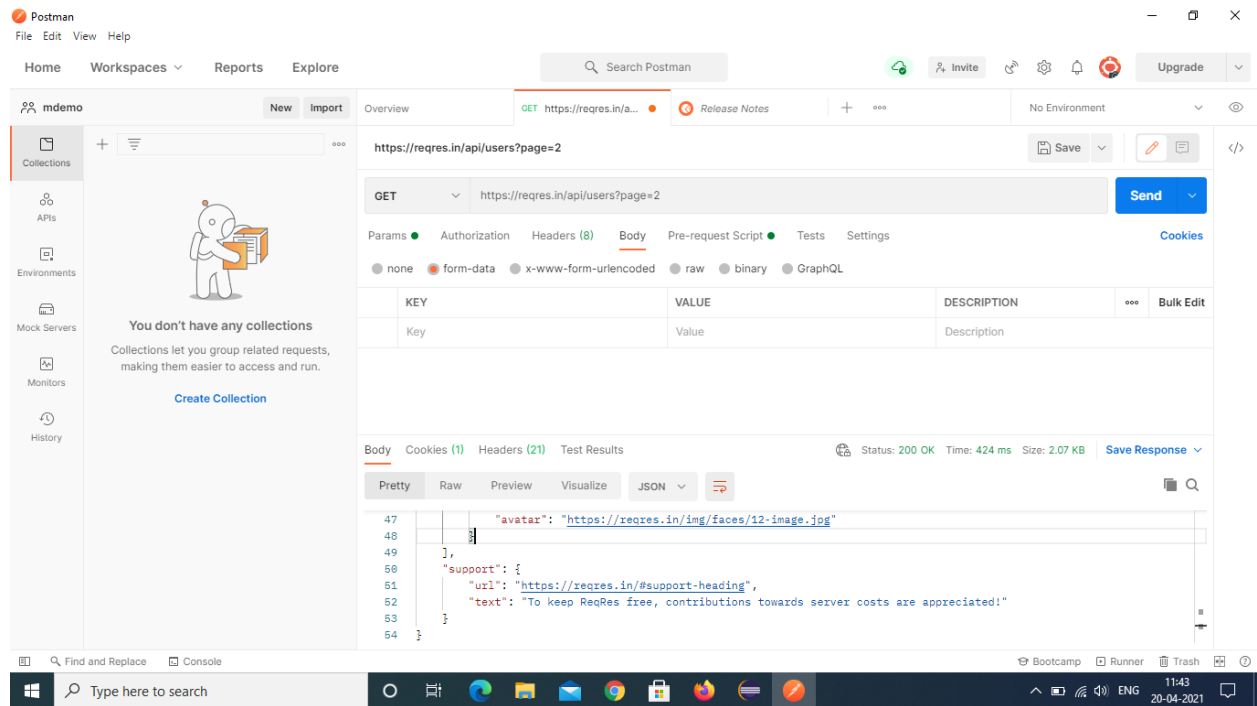 Postman
File Edit View Help
Home Workspaces Reports Explore Search Postman Invite Upgrade
mdemo New Import Overview GET https://reqres.in/a... Release Notes No Environment
Collections
APIs
Environments
Mock Servers
Monitors
History
You don't have any collections
Collections let you group related requests,
making them easier to access and run.
Create Collection
https://reqres.in/api/users?page=2 Save
GET https://reqres.in/api/users?page=2 Send
Params Authorization Headers (8) Body Pre-request Script Tests Settings Cookies
none form-data x-www-form-urlencoded raw binary GraphQL
KEY VALUE DESCRIPTION Bulk Edit
Key Value Description
Body Cookies (1) Headers (21) Test Results Status: 200 OK Time: 424 ms Size: 2.07 KB Save Response
Pretty Raw Preview Visualize JSON
47 "avatar": "https://reqres.in/img/faces/12-image.jpg"
48 }
49 ],
50 "support": {
51 "url": "https://reqres.in/#support-heading",
52 "text": "To keep ReqRes free, contributions towards server costs are appreciated!"
53 }
54 }
Find and Replace Console Bootcamp Runner Trash
Type here to search ENG 11:43
20-04-2021